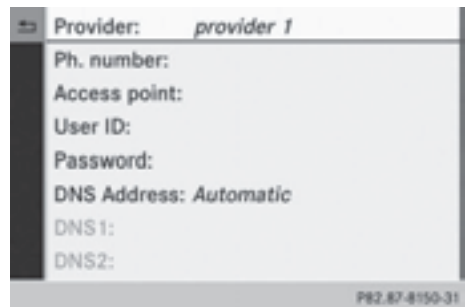 Provider: provider 1
Ph. number:
Access point:
User ID:
Password:
DNS Address: Automatic
DNS1:
DNS2:
P82.87-8150-31